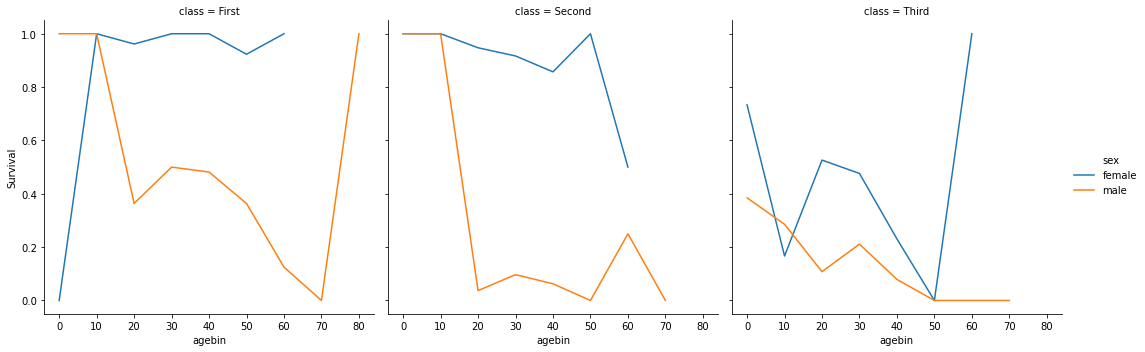 class = First
class = Second
class = Third
1.0
0.8
0.6
0.4
0.2
0.0
Survival
0 10 20 30 40 50 60 70 80
0 10 20 30 40 50 60 70 80
0 10 20 30 40 50 60 70 80
agebin
agebin
agebin
sex
female
male